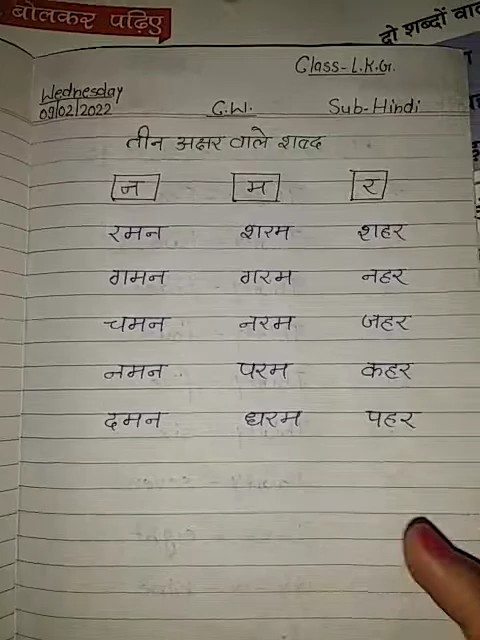 बोलकर पढ़िए
दो शब्दों
Class-L.K.G.
Wednesday
09/02/2022
C.W.
Sub-Hindi
तीन अक्षर वाले शब्द
न म र
रमन शरम शहर
गमन गरम नहर
चमन नरम जहर
नमन परम कहर
दमन धरम पहर